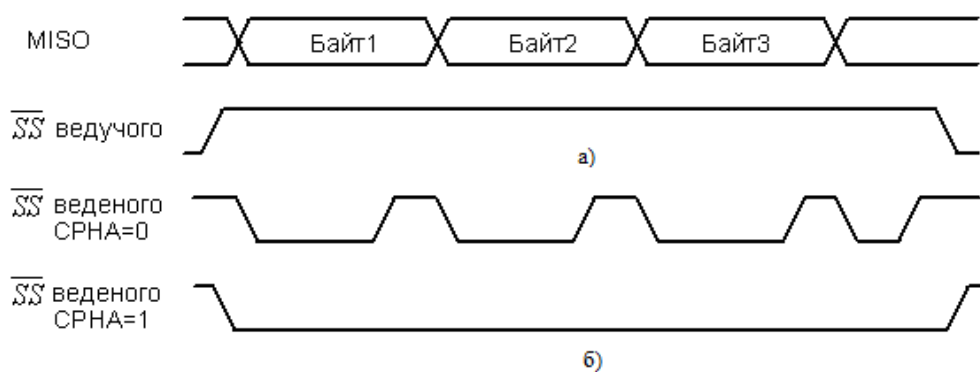 MISO
Байт1 Байт2 Байт3
SS ведучого
а)
SS веденого
CPHA=0
SS веденого
CPHA=1
б)